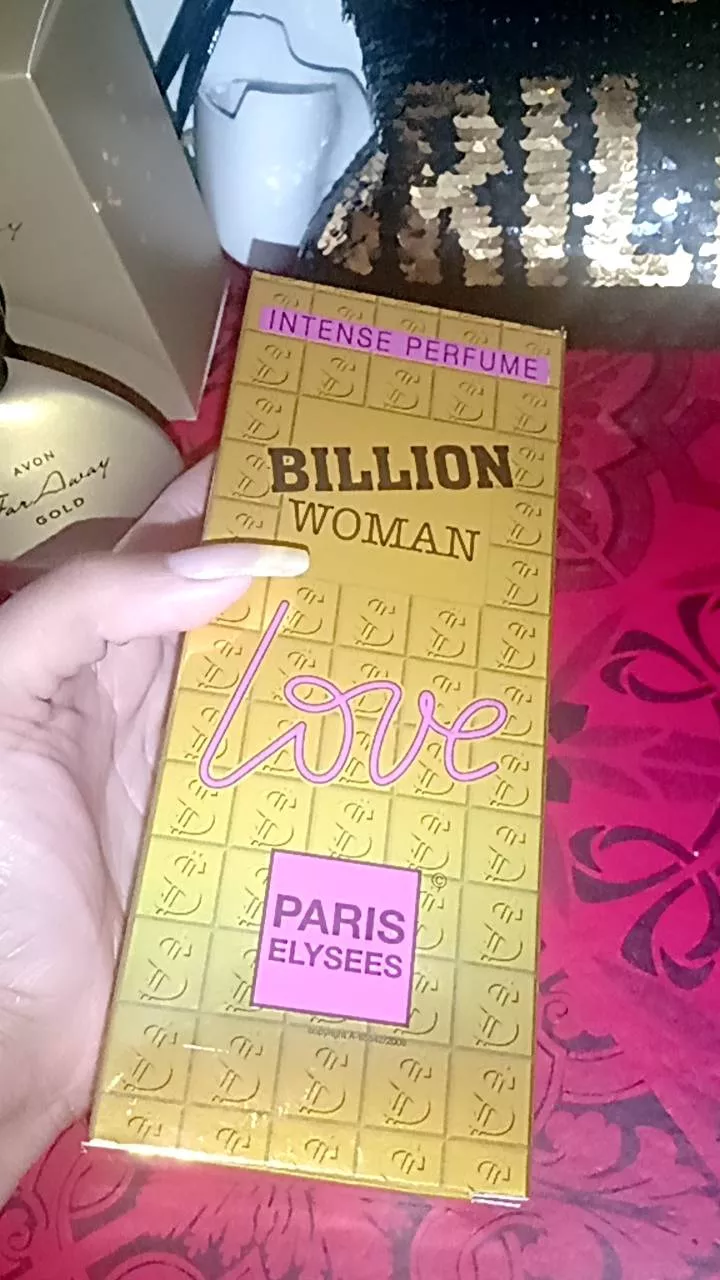 INTENSE PERFUME
BILLION
WOMAN
love
PARIS
ELYSEES
©
AVON
Far Away
GOLD